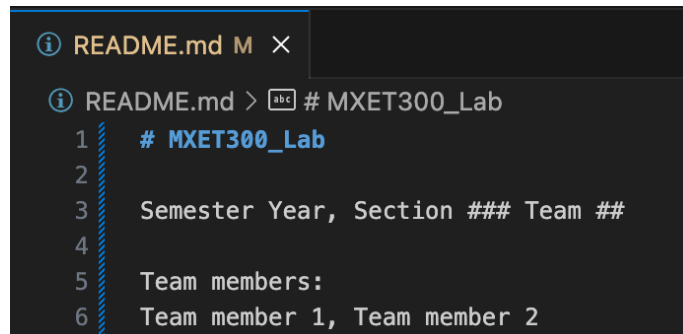 README.md M ×
README.md > abc # MXET300_Lab
1 # MXET300_Lab
2
3 Semester Year, Section ### Team ##
4
5 Team members:
6 Team member 1, Team member 2